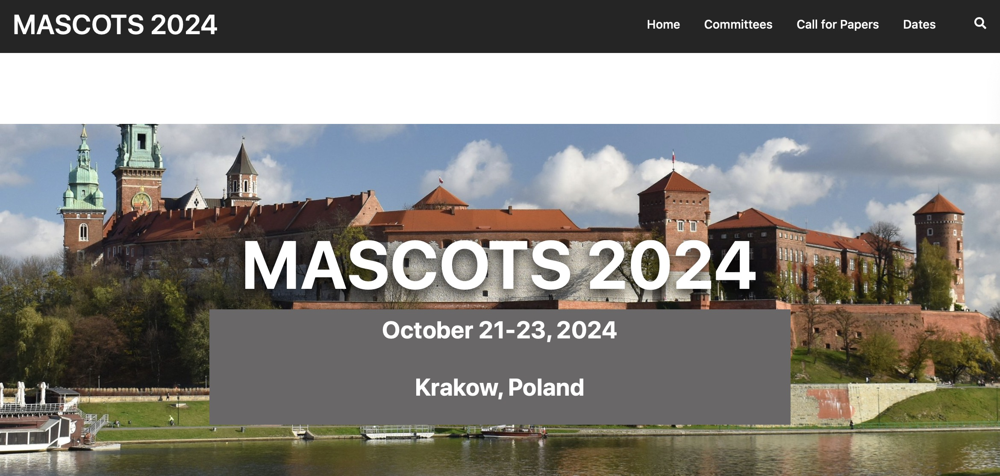 MASCOTS 2024
Home Committees Call for Papers Dates
MASCOTS 2024
October 21-23, 2024
Krakow, Poland